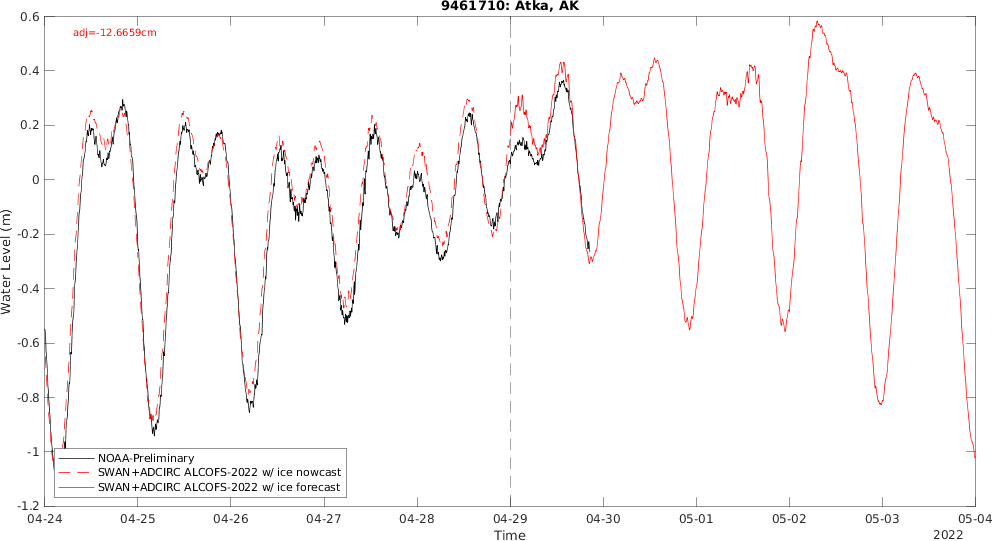 9461710: Atka, AK
adj=-12.6659cm
Water Level (m)
0.6
0.4
0.2
0
-0.2
-0.4
-0.6
-0.8
-1
-1.2
NOAA-Preliminary
SWAN+ADCIRC ALCOFS-2022 w/ ice nowcast
SWAN+ADCIRC ALCOFS-2022 w/ ice forecast
04-24 04-25 04-26 04-27 04-28 04-29 04-30 05-01 05-02 05-03 05-04
Time
2022